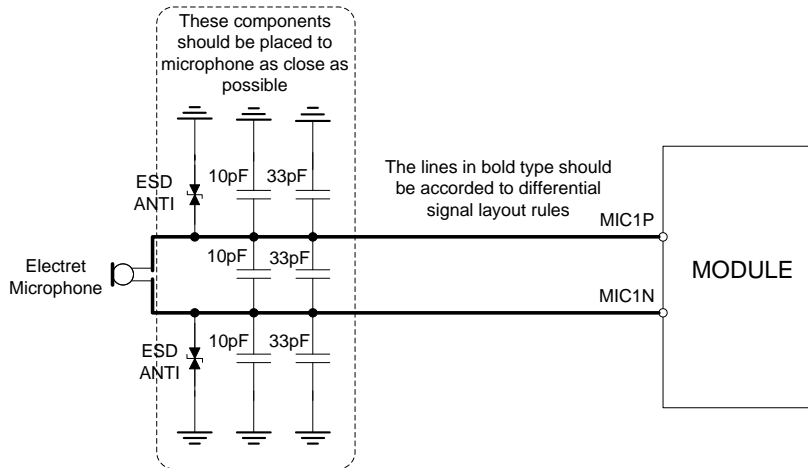 These components
should be placed to
microphone as close as
possible
10pF
33pF
ESD
ANTI
The lines in bold type should
be accorded to differential
signal layout rules
MIC1P
10pF
33pF
Electret
Microphone
MODULE
MIC1N
10pF
33pF
ESD
ANTI